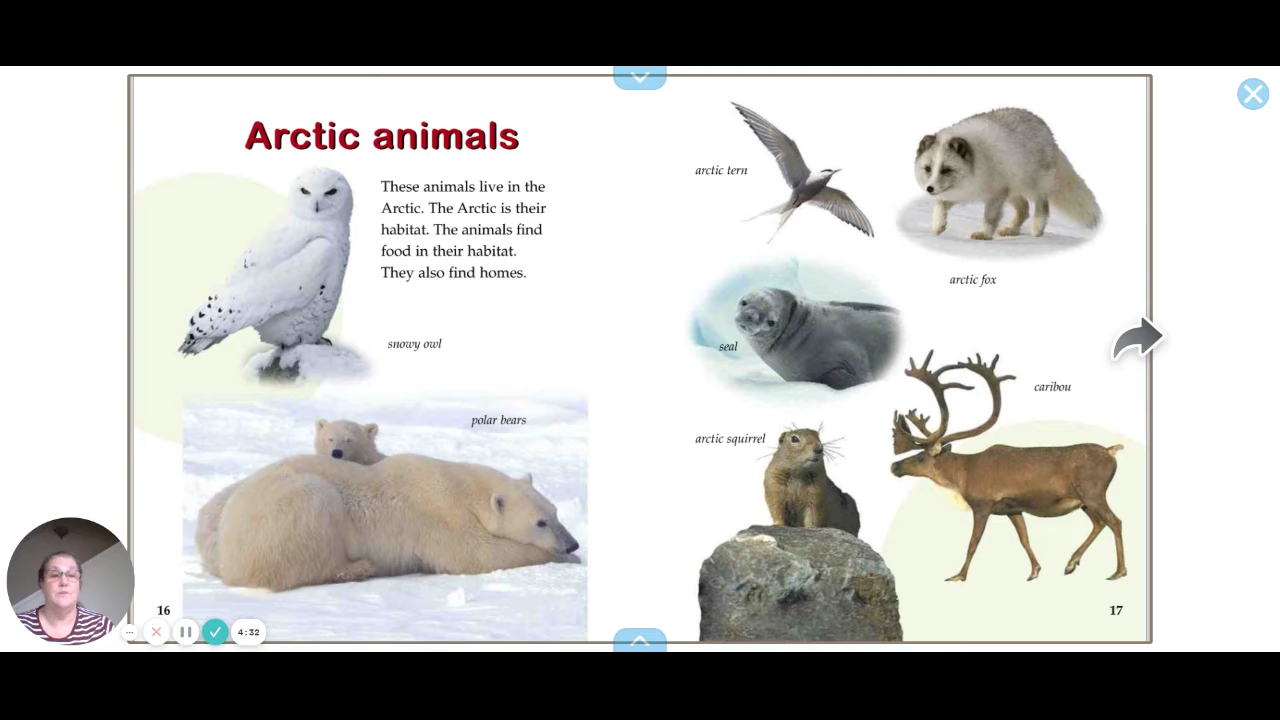 Arctic animals
These animals live in the
Arctic. The Arctic is their
habitat. The animals find
food in their habitat.
They also find homes.
snowy owl
polar bears
16
4:32
arctic tern
arctic fox
seal
caribou
arctic squirrel
17